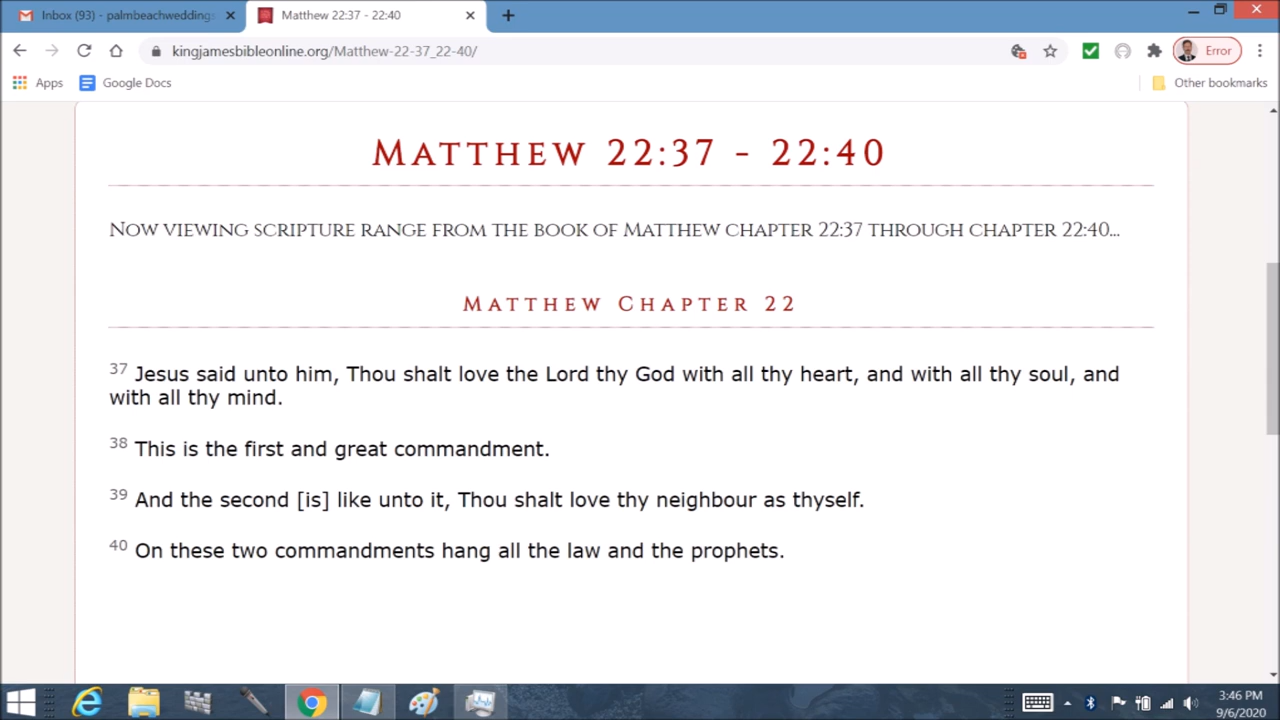 Inbox (93) - palmbeachwedding
Matthew 22:37 - 22:40
kingjamesbibleonline.org/Matthew-22-37_22-40/
Error
Apps
Google Docs
Other bookmarks
Matthew 22:37 - 22:40
Now viewing scripture range from the book of Matthew chapter 22:37 through chapter 22:40...
Matthew Chapter 22
37 Jesus said unto him, Thou shalt love the Lord thy God with all thy heart, and with all thy soul, and
with all thy mind.
38 This is the first and great commandment.
39 And the second [is] like unto it, Thou shalt love thy neighbour as thyself.
40 On these two commandments hang all the law and the prophets.
3:46 PM
9/6/2020